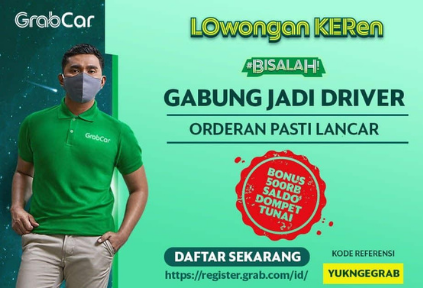 GrabCar
LOwongan KERen
#BISALAH!
GABUNG JADI DRIVER
ORDERAN PASTI LANCAR
GrabCar
BONUS
500RB
SALDO
DOMPET
TUNAI
DAFTAR SEKARANG
https://register.grab.com/id/
KODE REFERENSI
YUKNGEGRAB